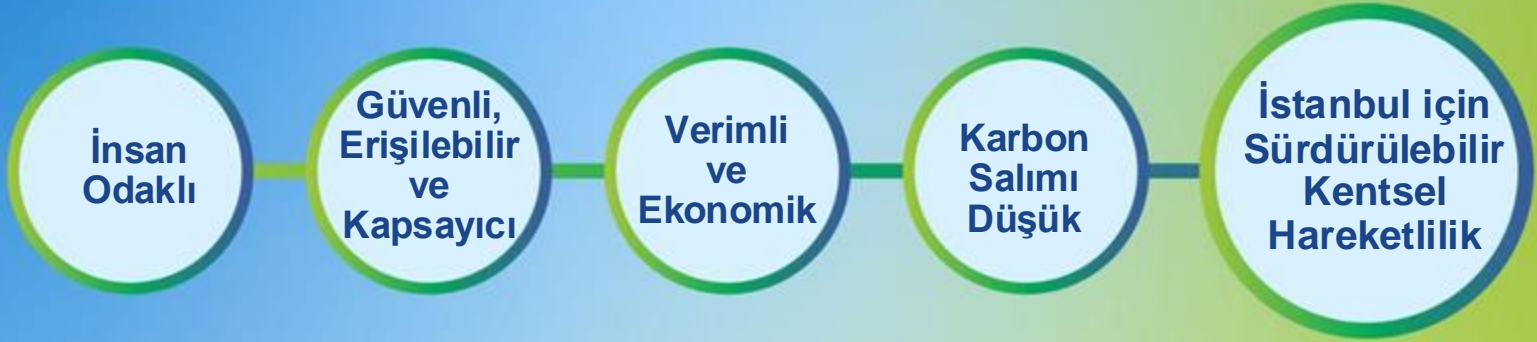 İnsan
Odaklı
Güvenli,
Erişilebilir
ve
Kapsayıcı
Verimli
ve
Ekonomik
Karbon
Salımı
Düşük
İstanbul için
Sürdürülebilir
Kentsel
Hareketlilik